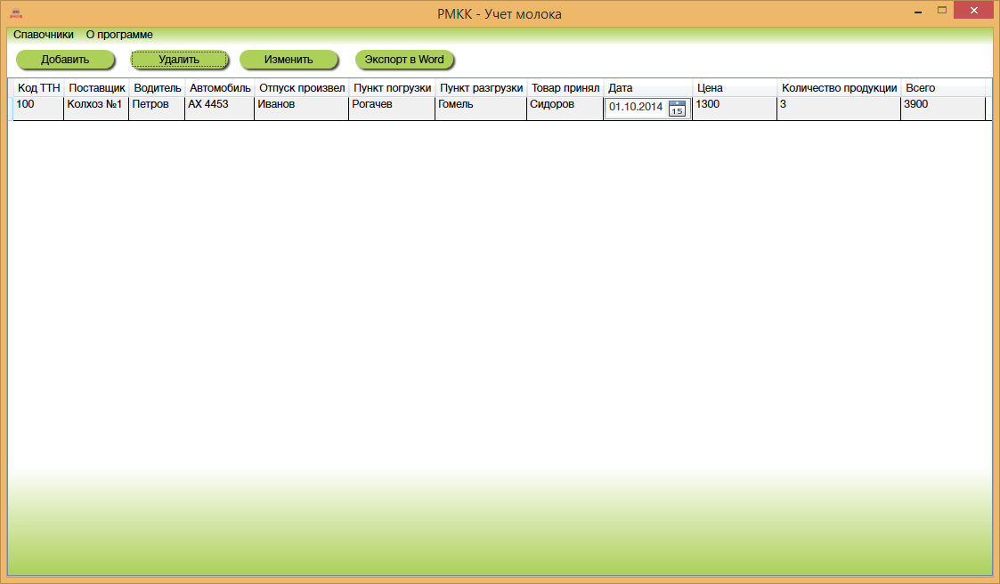 РМКК - Учет молока
Спавочники О программе
Добавить Удалить Изменить Экспорт в Word
Код ТТН Поставщик Водитель Автомобиль Отпуск произвел Пункт погрузки Пункт разгрузки Товар принял Дата Цена Количество продукции Всего
100 Колхоз №1 Петров АХ 4453 Иванов Рогачев Гомель Сидоров 01.10.2014 15 1300 3 3900